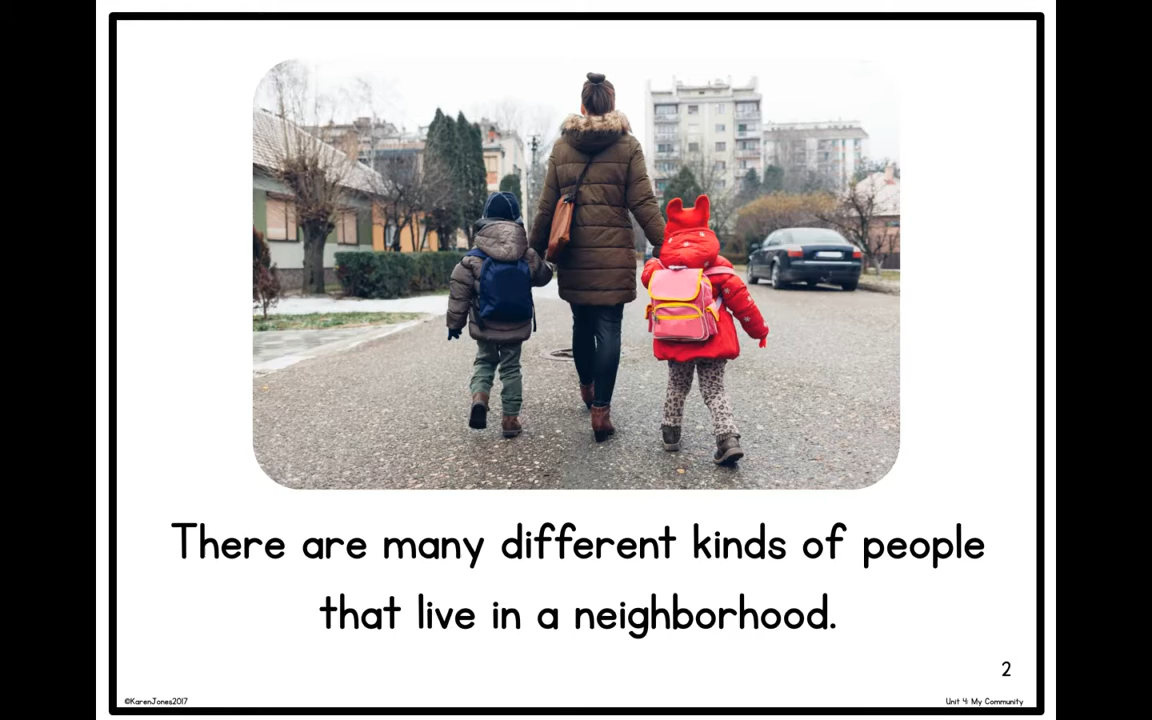 There are many different kinds of people
that live in a neighborhood.
2
©KarenJones2017
Unit 4: My Community